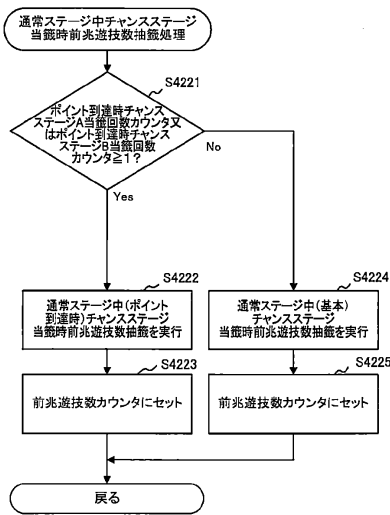 通常ステージ中チャンスステージ
当籤時前兆遊技数抽籤処理
S4221
ポイント到達時チャンス
ステージA当籤回数カウンタ又
はポイント到達時チャンス
ステージB当籤回数
カウンタ≧1?
No
Yes
S4222
通常ステージ中(ポイント
到達時)チャンスステージ
当籤時前兆遊技数抽籤を実行
S4224
通常ステージ中(基本)
チャンスステージ
当籤時前兆遊技数抽籤を実行
S4223
前兆遊技数カウンタにセット
S4225
前兆遊技数カウンタにセット
戻る